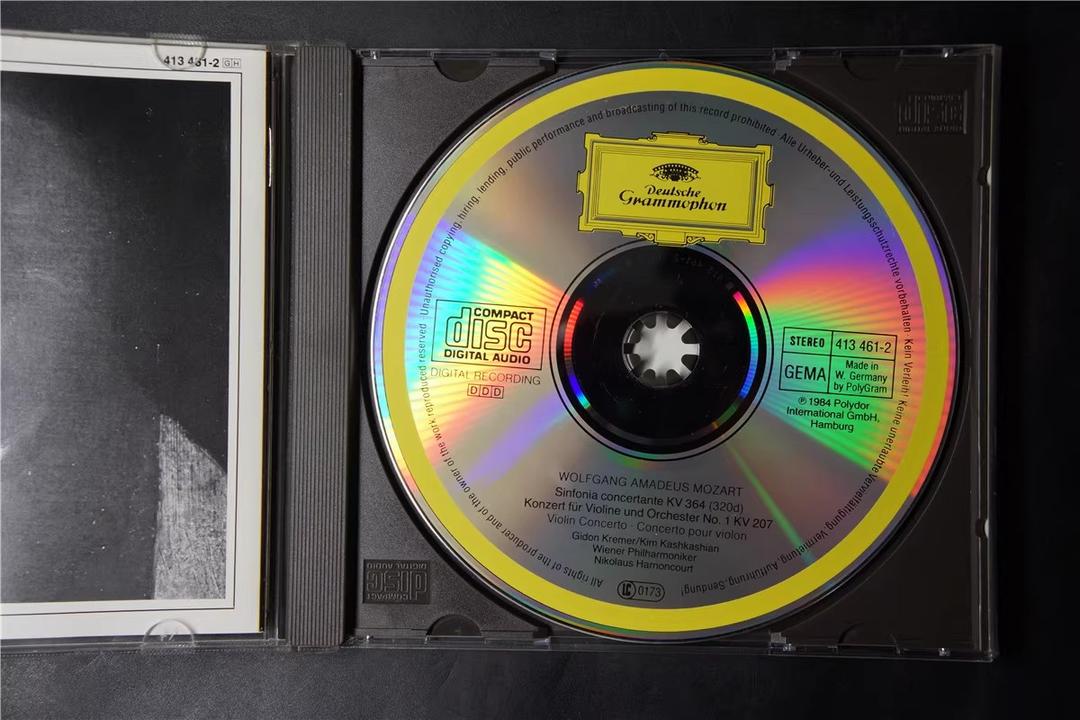 413 461-2 GH
Unauthorised copying, hiring, lending, public performance and broadcasting of this record prohibited · Alle Urheber- und Leistungsschutzrechte vorbehalten · Kein Verleih! Keine unerlaubte Vervielfältigung, Vermietung, Aufführung, Sendung!
All rights of the producer and of the owner of the work reproduced reserved ·
Deutsche
Grammophon
COMPACT
disc
DIGITAL AUDIO
DIGITAL RECORDING
DDD
STEREO
413 461-2
GEMA
Made in
W. Germany
by PolyGram
℗ 1984 Polydor
International GmbH,
Hamburg
WOLFGANG AMADEUS MOZART
Sinfonia concertante KV 364 (320d)
Konzert für Violine und Orchester No. 1 KV 207
Violin Concerto · Concerto pour violon
Gidon Kremer/Kim Kashkashian
Wiener Philharmoniker
Nikolaus Harnoncourt
LC 0173
COMPACT
disc
DIGITAL AUDIO
COMPACT
disc
DIGITAL AUDIO